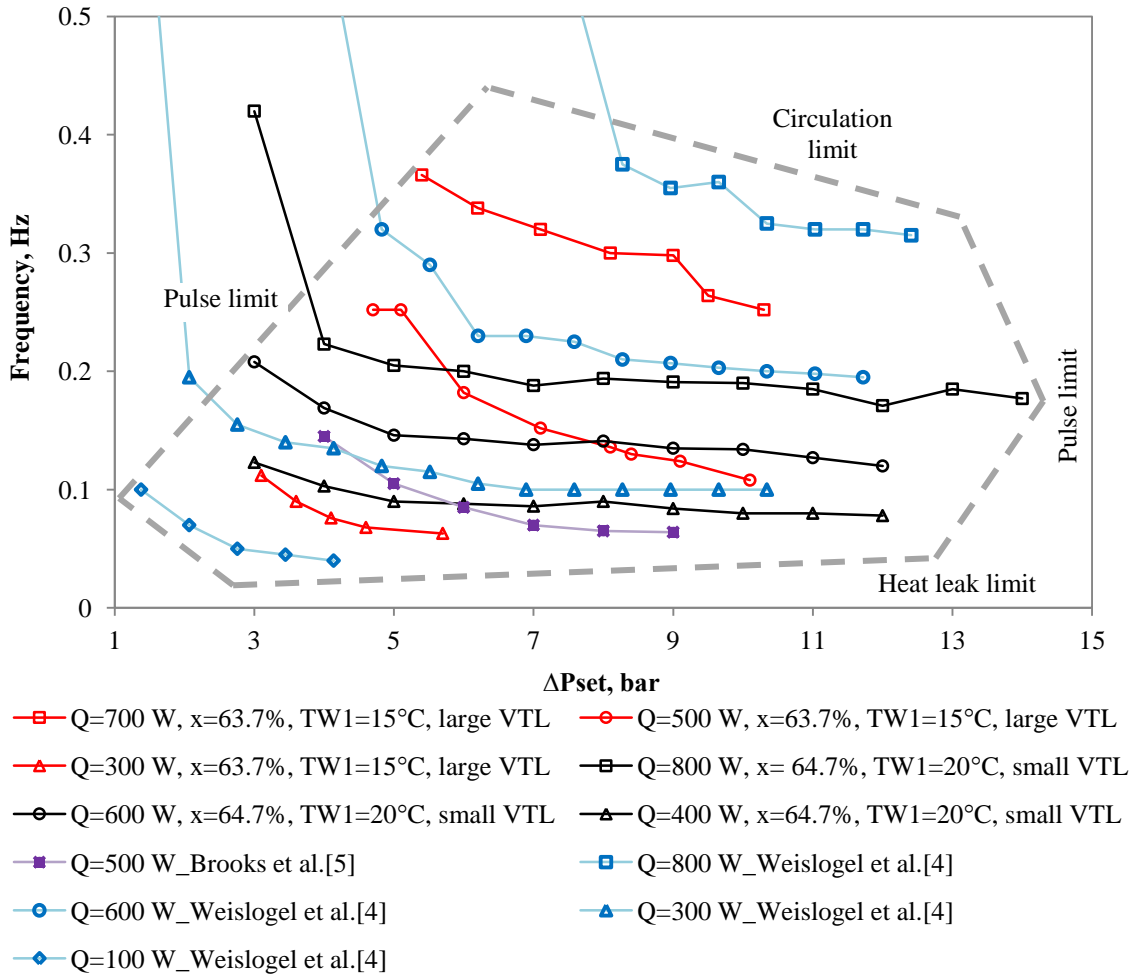 0.5
0.4
0.3
0.2
0.1
0
Frequency, Hz
Circulation
limit
Pulse limit
Pulse limit
Heat leak limit
1 3 5 7 9 11 13 15
ΔPset, bar
Q=700 W, x=63.7%, TW1=15°C, large VTL
Q=500 W, x=63.7%, TW1=15°C, large VTL
Q=300 W, x=63.7%, TW1=15°C, large VTL
Q=800 W, x= 64.7%, TW1=20°C, small VTL
Q=600 W, x=64.7%, TW1=20°C, small VTL
Q=400 W, x=64.7%, TW1=20°C, small VTL
Q=500 W_Brooks et al.[5]
Q=800 W_Weislogel et al.[4]
Q=600 W_Weislogel et al.[4]
Q=300 W_Weislogel et al.[4]
Q=100 W_Weislogel et al.[4]